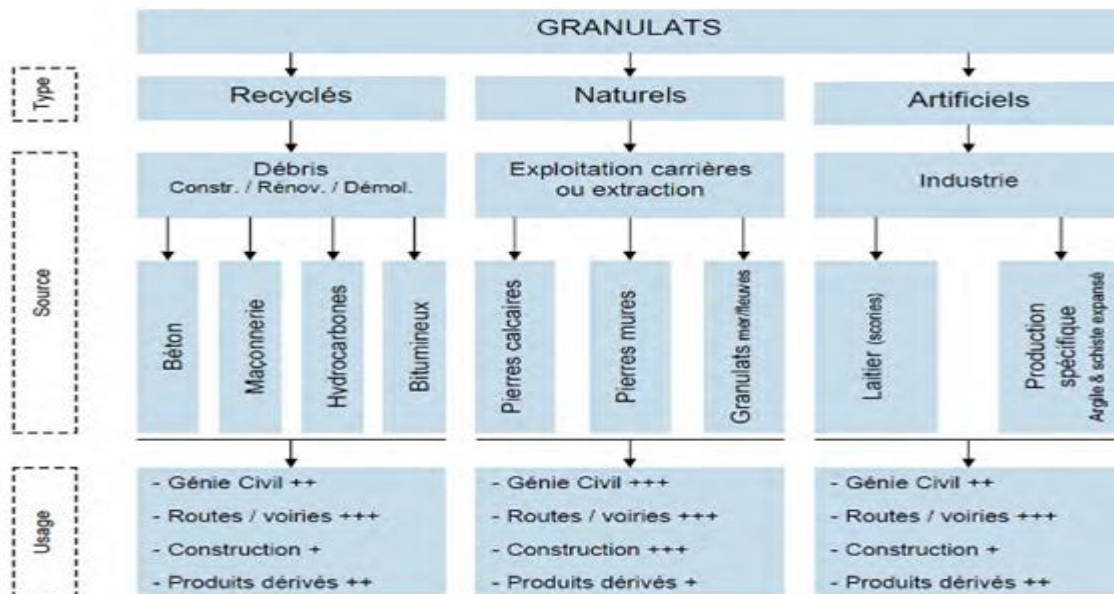 GRANULATS
Type
Recyclés
Naturels
Artificiels
Source
Débris
Constr. / Rénov. / Démol.
Exploitation carrières
ou extraction
Industrie
Béton
Maçonnerie
Hydrocarbones
Bitumineux
Pierres calcaires
Pierres mures
Granulats mer/fleuves
Laitier (scories)
Production
spécifique
Argile & schiste expansé
Usage
- Génie Civil ++
- Routes / voiries +++
- Construction +
- Produits dérivés ++
- Génie Civil +++
- Routes / voiries +++
- Construction +++
- Produits dérivés +
- Génie Civil ++
- Routes / voiries +++
- Construction +
- Produits dérivés ++